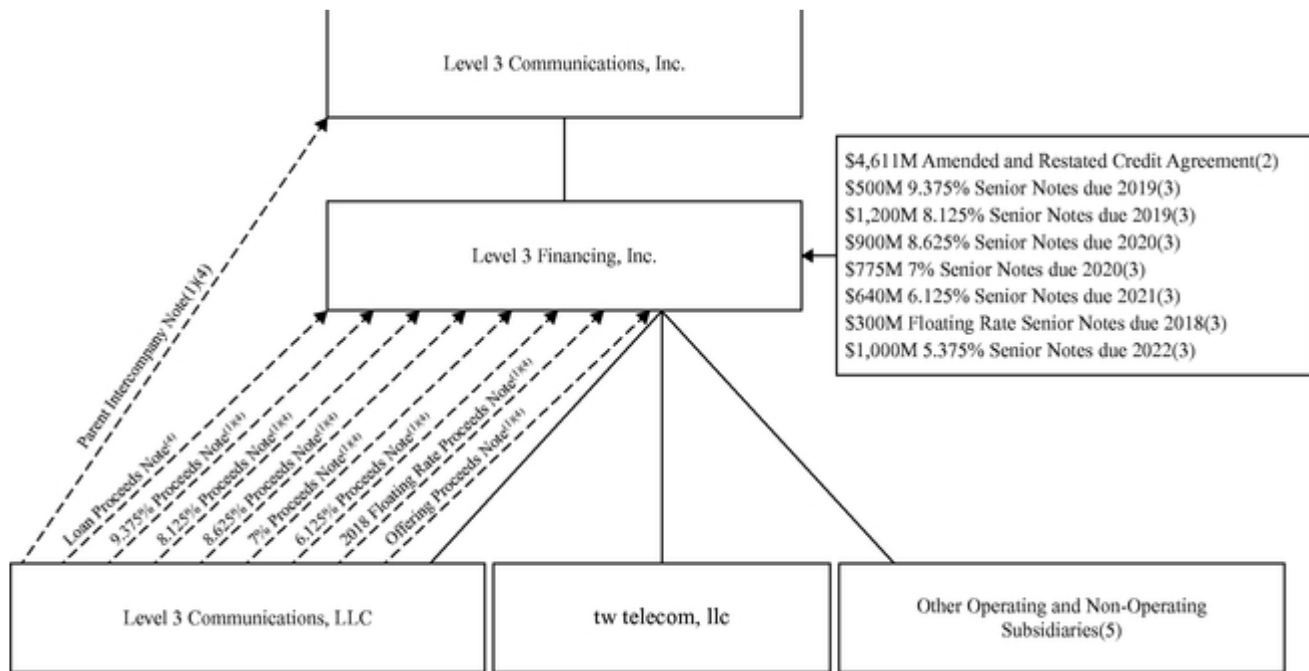 Level 3 Communications, Inc.
$4,611M Amended and Restated Credit Agreement(2)
$500M 9.375% Senior Notes due 2019(3)
$1,200M 8.125% Senior Notes due 2019(3)
$900M 8.625% Senior Notes due 2020(3)
$775M 7% Senior Notes due 2020(3)
$640M 6.125% Senior Notes due 2021(3)
$300M Floating Rate Senior Notes due 2018(3)
$1,000M 5.375% Senior Notes due 2022(3)
Level 3 Financing, Inc.
Parent Intercompany Note(1)(4)
Loan Proceeds Note(4)
9.375% Proceeds Note(1)(4)
8.125% Proceeds Note(1)(4)
8.625% Proceeds Note(1)(4)
7% Proceeds Note(1)(4)
6.125% Proceeds Note(1)(4)
2018 Floating Rate Proceeds Note(1)(4)
Offering Proceeds Note(1)(4)
Level 3 Communications, LLC
tw telecom, llc
Other Operating and Non-Operating
Subsidiaries(5)